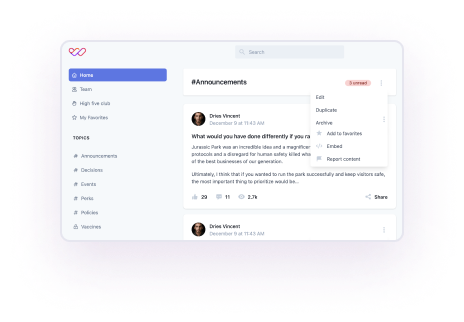 Search
Home
Team
High five club
My Favorites
TOPICS
# Announcements
# Decisions
# Events
# Perks
# Policies
Vaccines
#Announcements
3 unread
Edit
Duplicate
Archive
Add to favorites
Embed
Report content
Dries Vincent
December 9 at 11:43 AM
What would you have done differently if you ra
Jurassic Park was an incredible idea and a magnificent
protocols and a disregard for human safety killed what
of the best businesses of our generation.
Ultimately, I think that if you wanted to run the park successfully and keep visitors safe,
the most important thing to prioritize would be...
29
11
2.7k
Share
Dries Vincent
December 9 at 11:43 AM